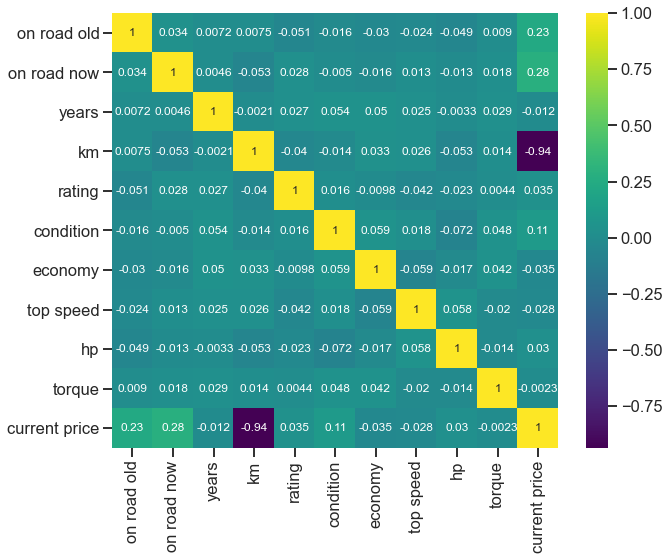 on road old 1 0.034 0.0072 0.0075 -0.051 -0.016 -0.03 -0.024 -0.049 0.009 0.23
on road now 0.034 1 0.0046 -0.053 0.028 -0.005 -0.016 0.013 -0.013 0.018 0.28
years 0.0072 0.0046 1 -0.0021 0.027 0.054 0.05 0.025 -0.0033 0.029 -0.012
km 0.0075 -0.053 -0.0021 1 -0.04 -0.014 0.033 0.026 -0.053 0.014 -0.94
rating -0.051 0.028 0.027 -0.04 1 0.016 -0.0098 -0.042 -0.023 0.0044 0.035
condition -0.016 -0.005 0.054 -0.014 0.016 1 0.059 0.018 -0.072 0.048 0.11
economy -0.03 -0.016 0.05 0.033 -0.0098 0.059 1 -0.059 -0.017 0.042 -0.035
top speed -0.024 0.013 0.025 0.026 -0.042 0.018 -0.059 1 0.058 -0.02 -0.028
hp -0.049 -0.013 -0.0033 -0.053 -0.023 -0.072 -0.017 0.058 1 -0.014 0.03
torque 0.009 0.018 0.029 0.014 0.0044 0.048 0.042 -0.02 -0.014 1 -0.0023
current price 0.23 0.28 -0.012 -0.94 0.035 0.11 -0.035 -0.028 0.03 -0.0023 1
on road old
on road now
years
km
rating
condition
economy
top speed
hp
torque
current price
1.00
0.75
0.50
0.25
0.00
−0.25
−0.50
−0.75